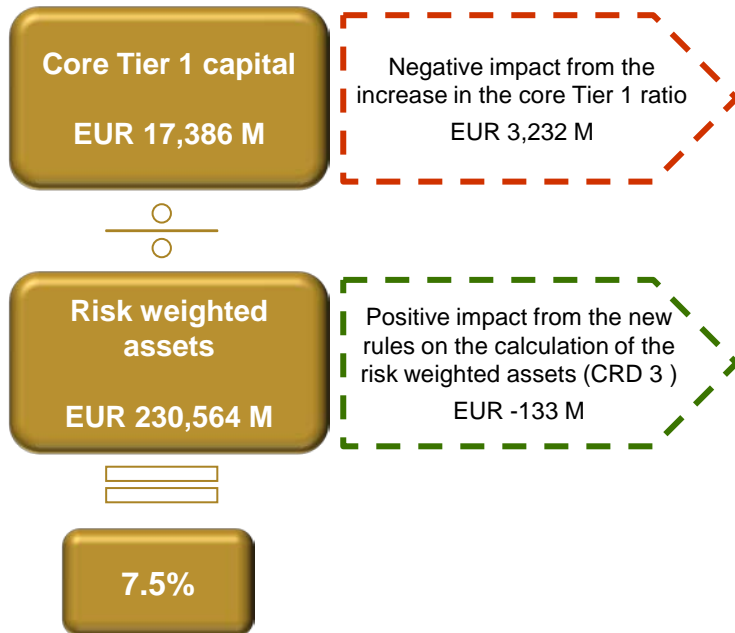 Core Tier 1 capital
EUR 17,386 M
Negative impact from the
increase in the core Tier 1 ratio
EUR 3,232 M
Risk weighted
assets
EUR 230,564 M
Positive impact from the new
rules on the calculation of the
risk weighted assets (CRD 3 )
EUR -133 M
7.5%